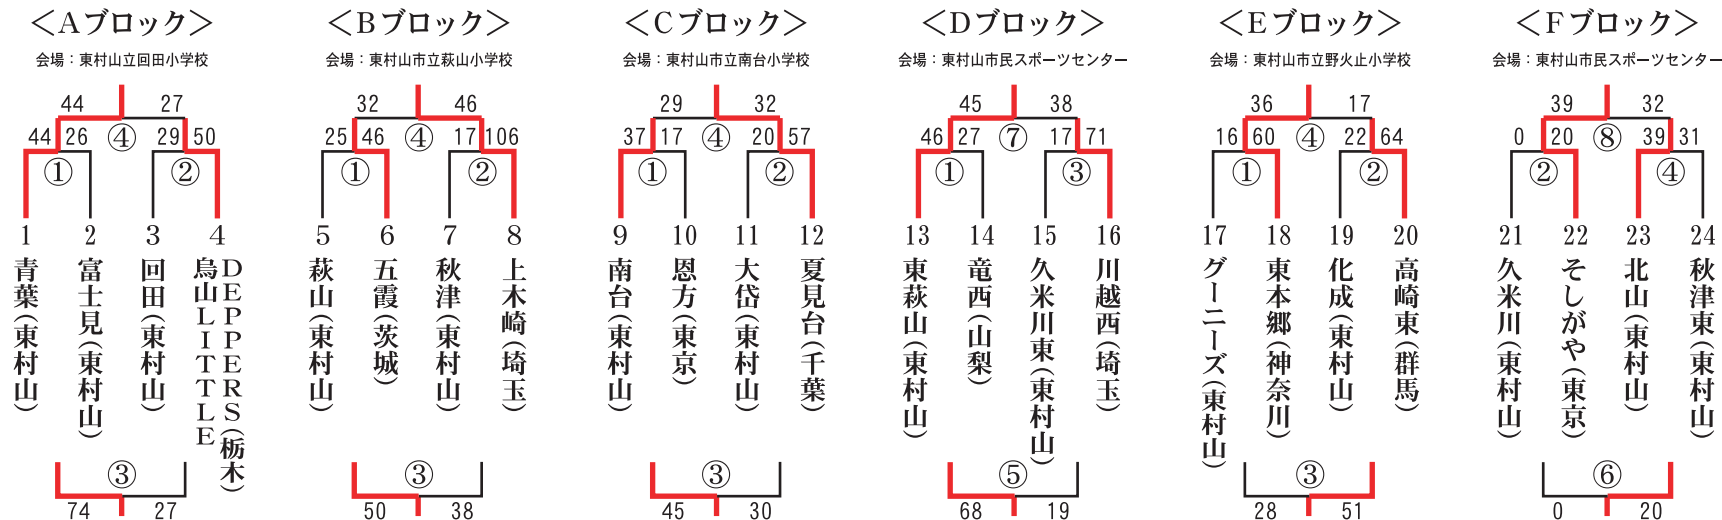 ＜Aブロック＞
会場：東村山立回田小学校
44 27
44 26 29 50
④
① ②
1 2 3 4
青葉(東村山)
富士見(東村山)
回田(東村山)
烏山LITTLE
DEPPERS(栃木)
③
74 27
＜Bブロック＞
会場：東村山市立萩山小学校
32 46
25 46 17 106
④
① ②
5 6 7 8
萩山(東村山)
五霞(茨城)
秋津(東村山)
上木崎(埼玉)
③
50 38
＜Cブロック＞
会場：東村山市立南台小学校
29 32
37 17 20 57
④
① ②
9 10 11 12
南台(東村山)
恩方(東京)
大岱(東村山)
夏見台(千葉)
③
45 30
＜Dブロック＞
会場：東村山市民スポーツセンター
45 38
46 27 17 71
⑦
① ③
13 14 15 16
東萩山(東村山)
竜西(山梨)
久米川東(東村山)
川越西(埼玉)
⑤
68 19
＜Eブロック＞
会場：東村山市立野火止小学校
36 17
16 60 22 64
④
① ②
17 18 19 20
グーニーズ(東村山)
東本郷(神奈川)
化成(東村山)
高崎東(群馬)
③
28 51
＜Fブロック＞
会場：東村山市民スポーツセンター
39 32
0 20 39 31
⑧
② ④
21 22 23 24
久米川(東村山)
そしがや(東京)
北山(東村山)
秋津東(東村山)
⑥
0 20